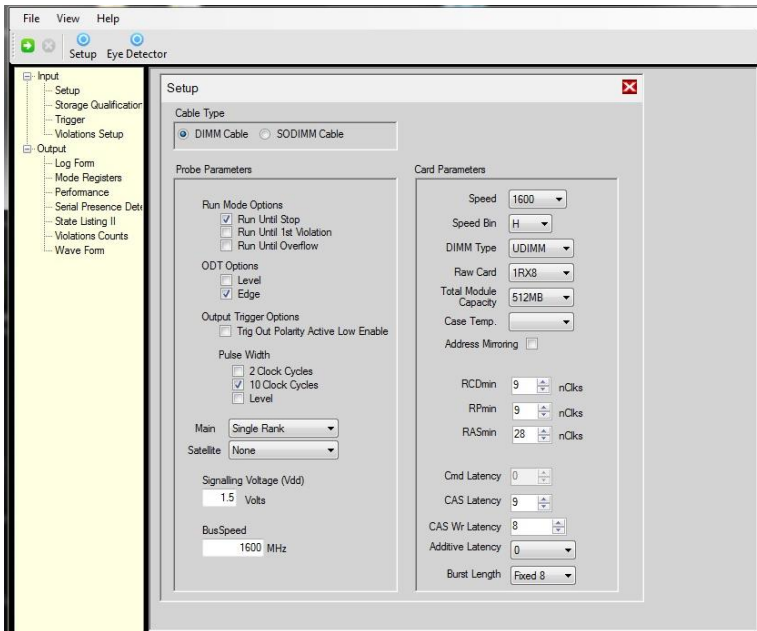 File View Help
Setup Eye Detector
Input
Setup
Storage Qualification
Trigger
Violations Setup
Output
Log Form
Mode Registers
Performance
Serial Presence Dete
State Listing II
Violations Counts
Wave Form
Setup
Cable Type
DIMM Cable SODIMM Cable
Probe Parameters
Run Mode Options
Run Until Stop
Run Until 1st Violation
Run Until Overflow
ODT Options
Level
Edge
Output Trigger Options
Trig Out Polarity Active Low Enable
Pulse Width
2 Clock Cycles
10 Clock Cycles
Level
Main Single Rank
Satellite None
Signalling Voltage (Vdd)
1.5 Volts
BusSpeed
1600 MHz
Card Parameters
Speed 1600
Speed Bin H
DIMM Type UDIMM
Raw Card 1RX8
Total Module
Capacity 512MB
Case Temp.
Address Mirroring
RCDmin 9 nClks
RPmin 9 nClks
RASmin 28 nClks
Cmd Latency 0
CAS Latency 9
CAS Wr Latency 8
Additive Latency 0
Burst Length Fixed 8